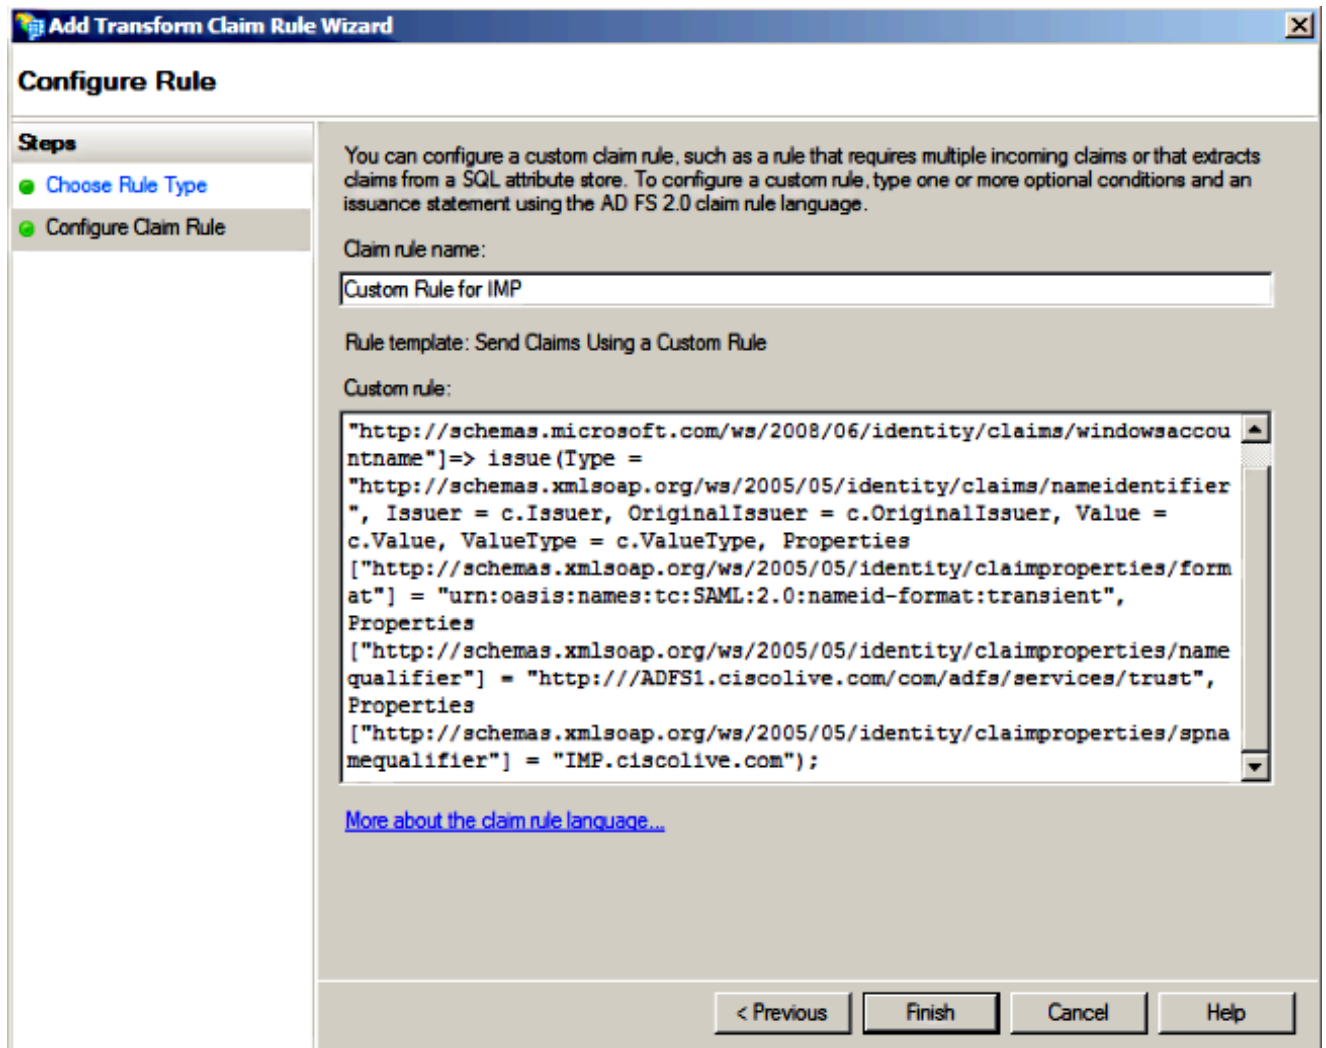 Add Transform Claim Rule Wizard
Configure Rule
Steps
Choose Rule Type
Configure Claim Rule
You can configure a custom claim rule, such as a rule that requires multiple incoming claims or that extracts
claims from a SQL attribute store. To configure a custom rule, type one or more optional conditions and an
issuance statement using the AD FS 2.0 claim rule language.
Claim rule name:
Custom Rule for IMP
Rule template: Send Claims Using a Custom Rule
Custom rule:
"http://schemas.microsoft.com/ws/2008/06/identity/claims/windowsaccou
ntname"]=> issue(Type =
"http://schemas.xmlsoap.org/ws/2005/05/identity/claims/nameidentifier
", Issuer = c.Issuer, OriginalIssuer = c.OriginalIssuer, Value =
c.Value, ValueType = c.ValueType, Properties
["http://schemas.xmlsoap.org/ws/2005/05/identity/claimproperties/form
at"] = "urn:oasis:names:tc:SAML:2.0:nameid-format:transient",
Properties
["http://schemas.xmlsoap.org/ws/2005/05/identity/claimproperties/name
qualifier"] = "http:///ADFS1.ciscolive.com/com/adfs/services/trust",
Properties
["http://schemas.xmlsoap.org/ws/2005/05/identity/claimproperties/spna
mequalifier"] = "IMP.ciscolive.com");
More about the claim rule language...
< Previous
Finish
Cancel
Help